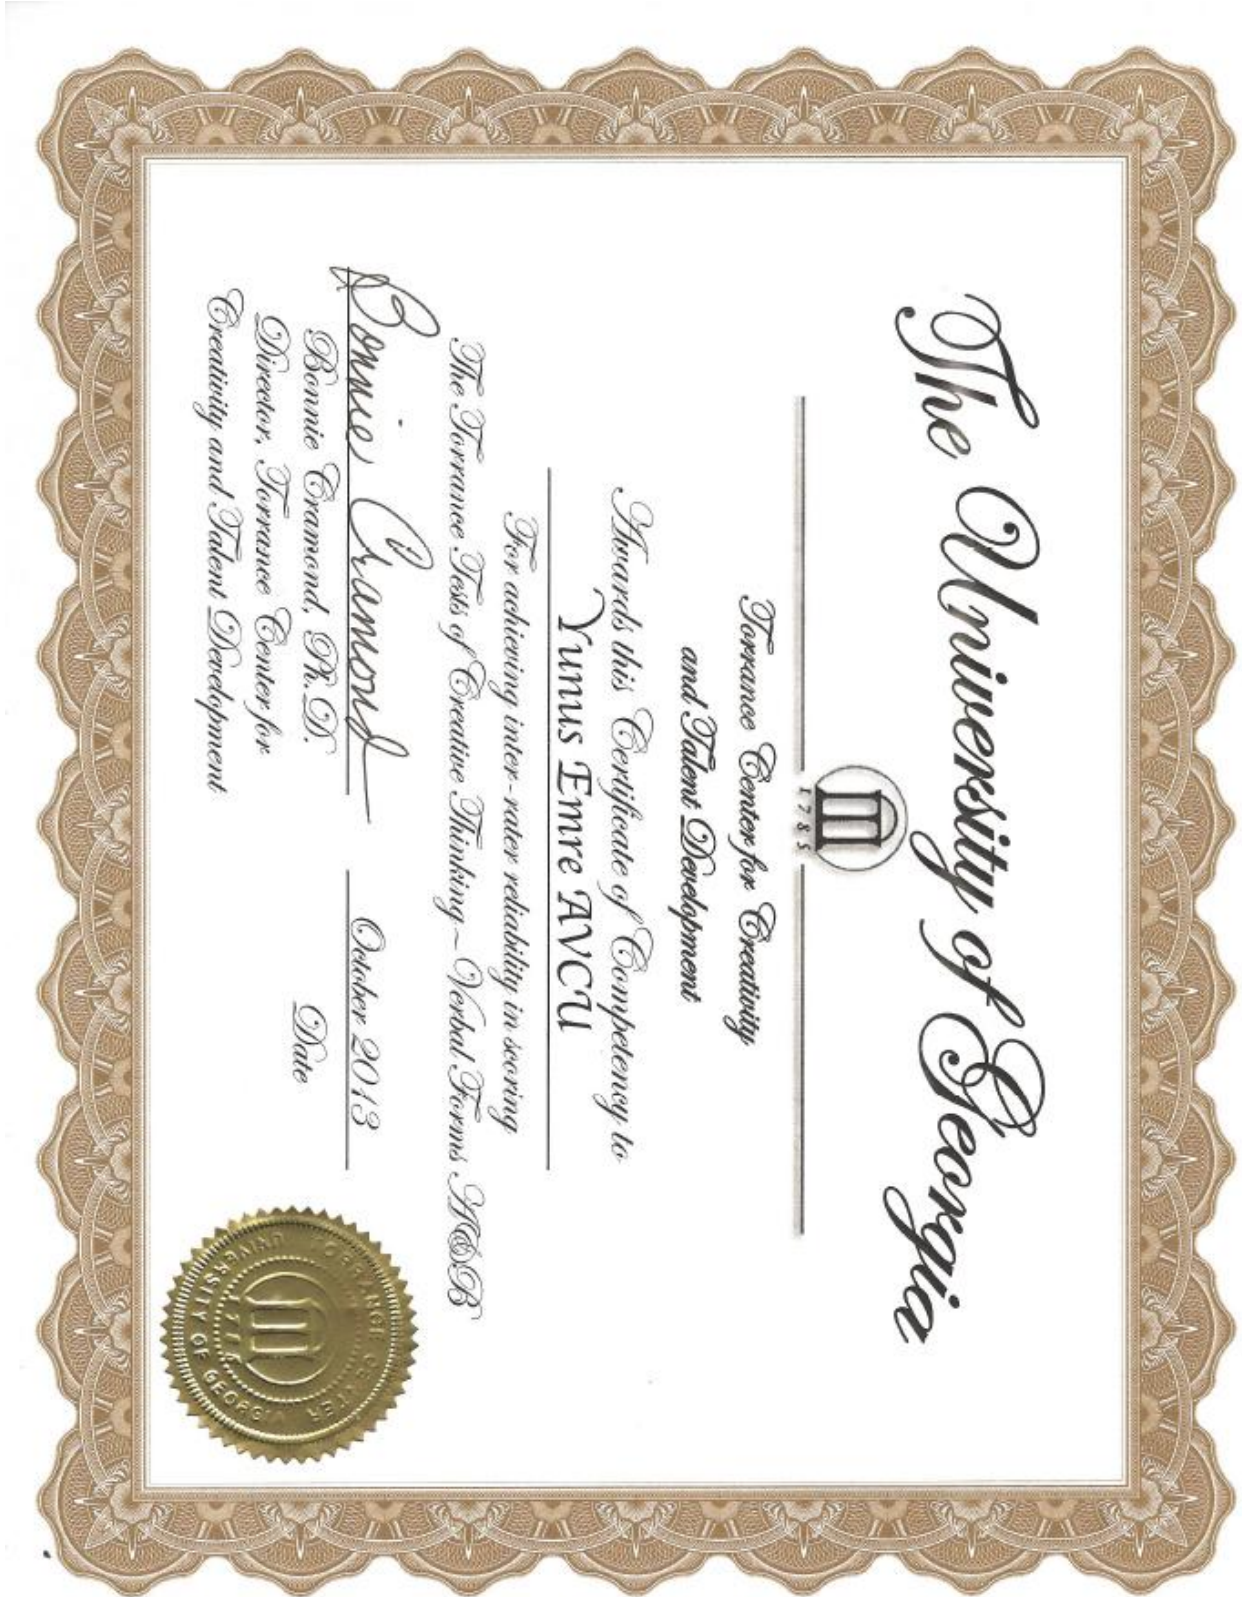 The University of Georgia
1785
Torrance Center for Creativity
and Talent Development
Awards this Certificate of Competency to
Yunus Emre AVCU
For achieving inter-rater reliability in scoring
The Torrance Tests of Creative Thinking~ Verbal Forms A&B
Bonnie Cramond
October 2013
Bonnie Cramond, Ph.D.
Date
Director, Torrance Center for
Creativity and Talent Development
TORRANCE CENTER
UNIVERSITY OF GEORGIA